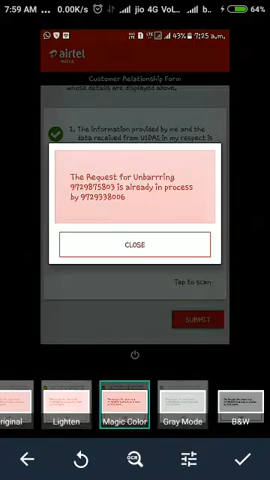 7:59 AM 0.00K/s jio 4G VoL... b... 64%
43% 7:25 a.m.
airtel
Customer Relationship Form
whose details are displayed above.
1. The information provided by me and the
data received from UIDAI in my respect is
The Request for Unbarrring
9729875803 is already in process
by 9729338006
CLOSE
Tap to scan
SUBMIT
riginal Lighten Magic Color Gray Mode B&W
OCR